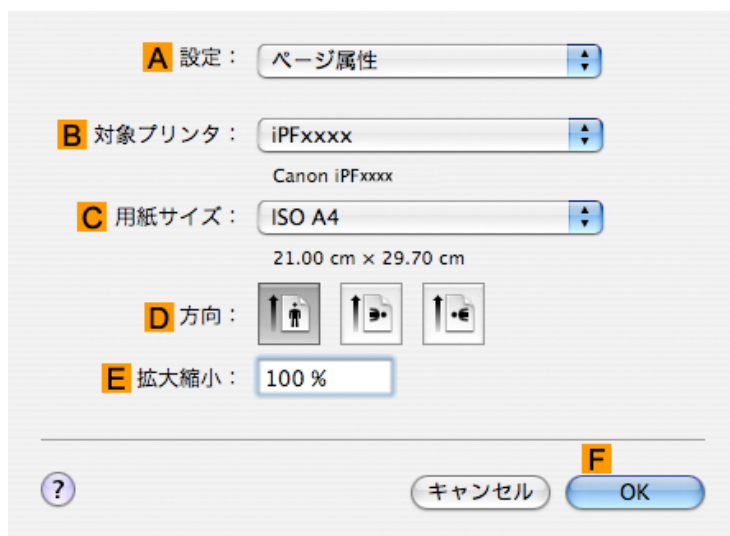 A 設定： ページ属性
B 対象プリンタ： iPFxxxx
Canon iPFxxxx
C 用紙サイズ： ISO A4
21.00 cm × 29.70 cm
D 方向：
E 拡大縮小： 100 %
F
? キャンセル OK